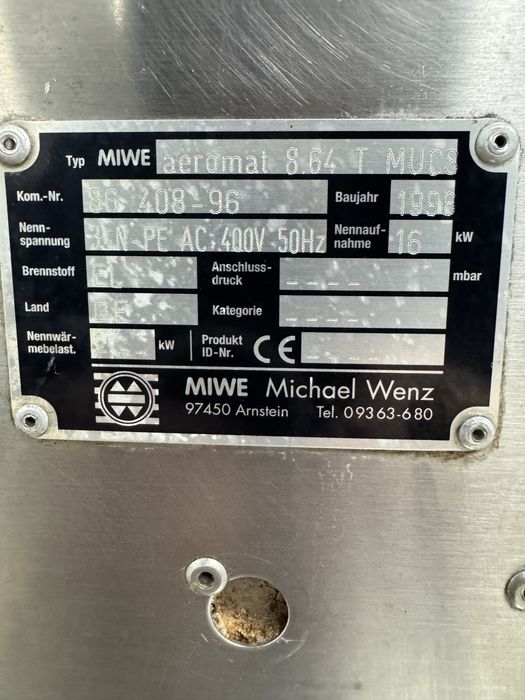 Typ MIWE aeromat 8 64 T MUCS
Kom.-Nr. 86 408-96 Baujahr 1996
Nenn-spannung 3 N PE AC 400V 50Hz Nennauf-nahme 16 kW
Brennstoff EL Anschluss-druck -- -- -- mbar
Land DE Kategorie -- -- --
Nennwär-mebelast. kW Produkt ID-Nr. CE -- -- --
MIWE Michael Wenz
97450 Arnstein Tel. 09363-680